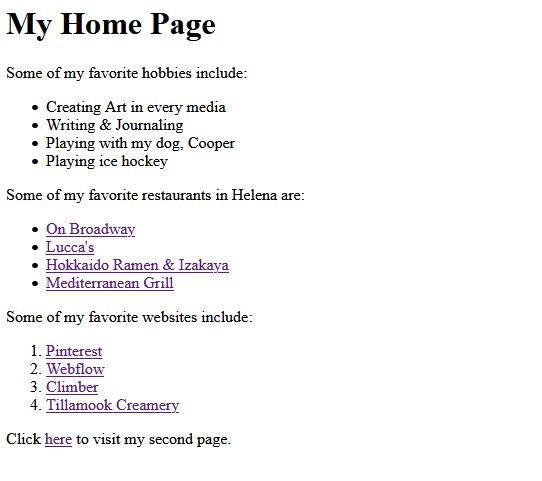 My Home Page
Some of my favorite hobbies include:
• Creating Art in every media
• Writing & Journaling
• Playing with my dog, Cooper
• Playing ice hockey
Some of my favorite restaurants in Helena are:
• On Broadway
• Lucca's
• Hokkaido Ramen & Izakaya
• Mediterranean Grill
Some of my favorite websites include:
1. Pinterest
2. Webflow
3. Climber
4. Tillamook Creamery
Click here to visit my second page.